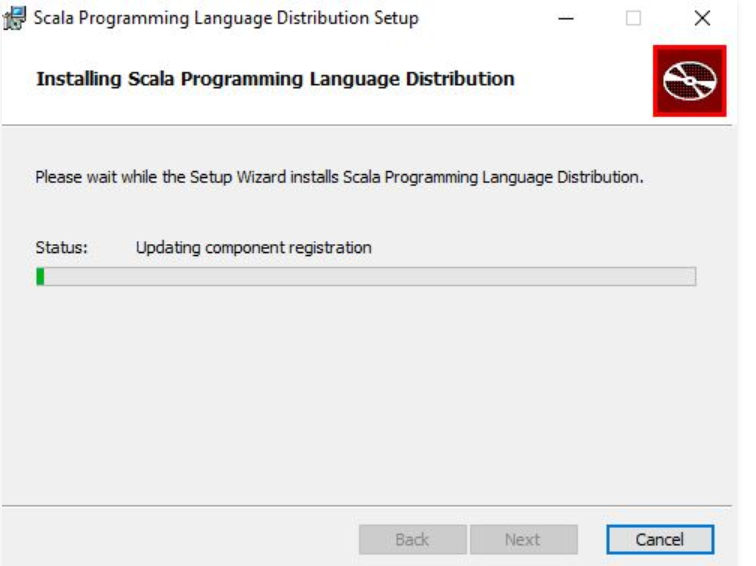 Scala Programming Language Distribution Setup
Installing Scala Programming Language Distribution
Please wait while the Setup Wizard installs Scala Programming Language Distribution.
Status: Updating component registration
Back Next Cancel